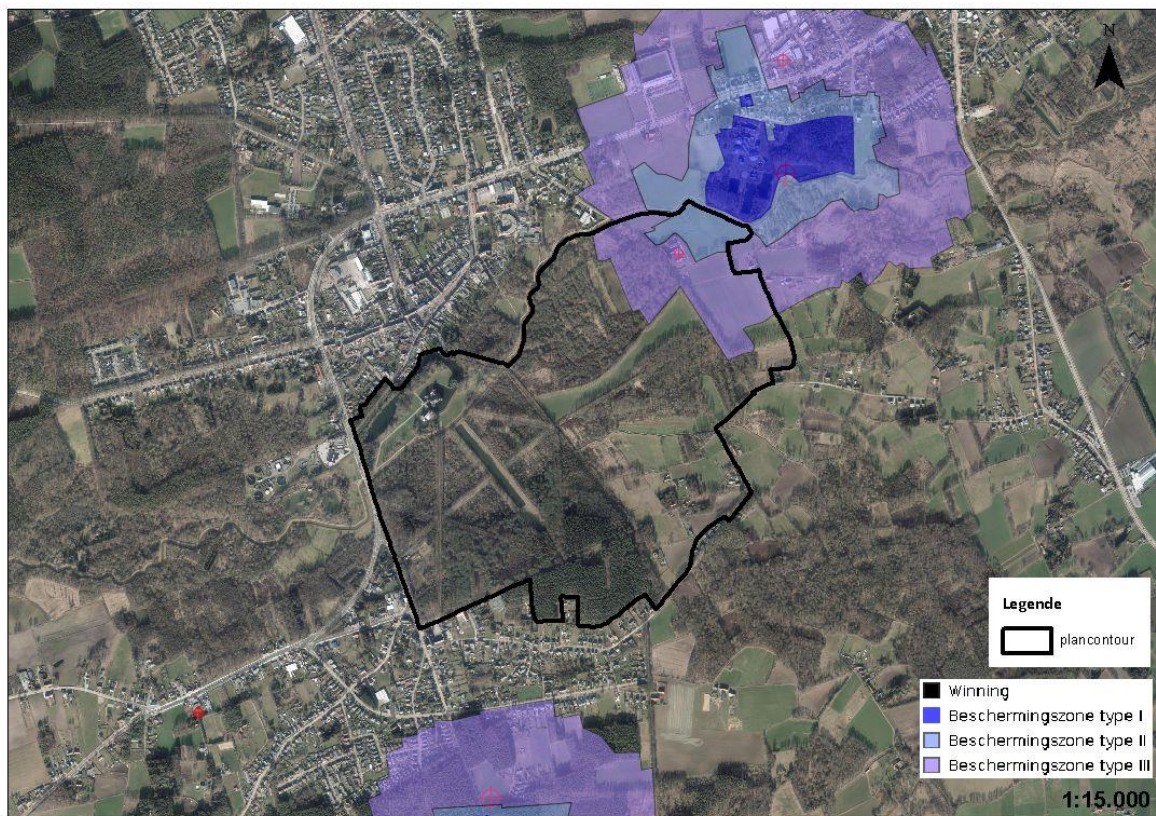 N
Legende
plancontour
Winning
Beschermingszone type I
Beschermingszone type II
Beschermingszone type III
1:15.000